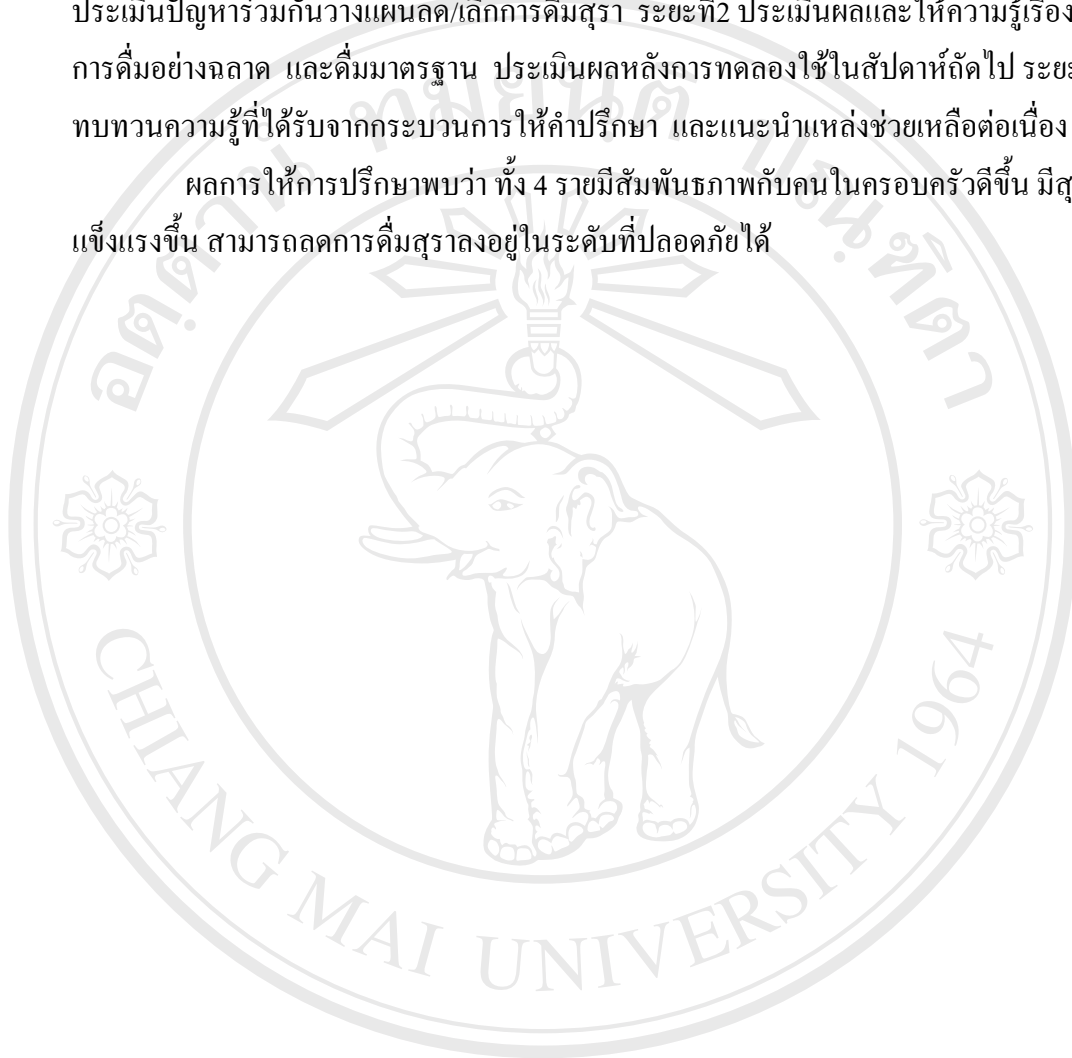 ประเมินปัญหาร่วมกันวางแผนลด/เลิกการดื่มสุรา ระยะที่2 ประเมินผลและให้ความรู้เรื่อง
การดื่มอย่างฉลาด และดื่มมาตรฐาน ประเมินผลหลังการทดลองใช้ในสัปดาห์ถัดไป
ทบทวนความรู้ที่ได้รับจากกระบวนการให้คำปรึกษา และแนะนำแหล่งช่วยเหลือต่อเนื่อง
ผลการให้การปรึกษาพบว่า ทั้ง 4 รายมีสัมพันธภาพกับคนในครอบครัวดีขึ้น
แข็งแรงขึ้น สามารถลดการดื่มสุราลงอยู่ในระดับที่ปลอดภัยได้
อตฺตานํ ทมยนฺติ ปณฺฑิตา
CHIANG MAI UNIVERSITY 1964